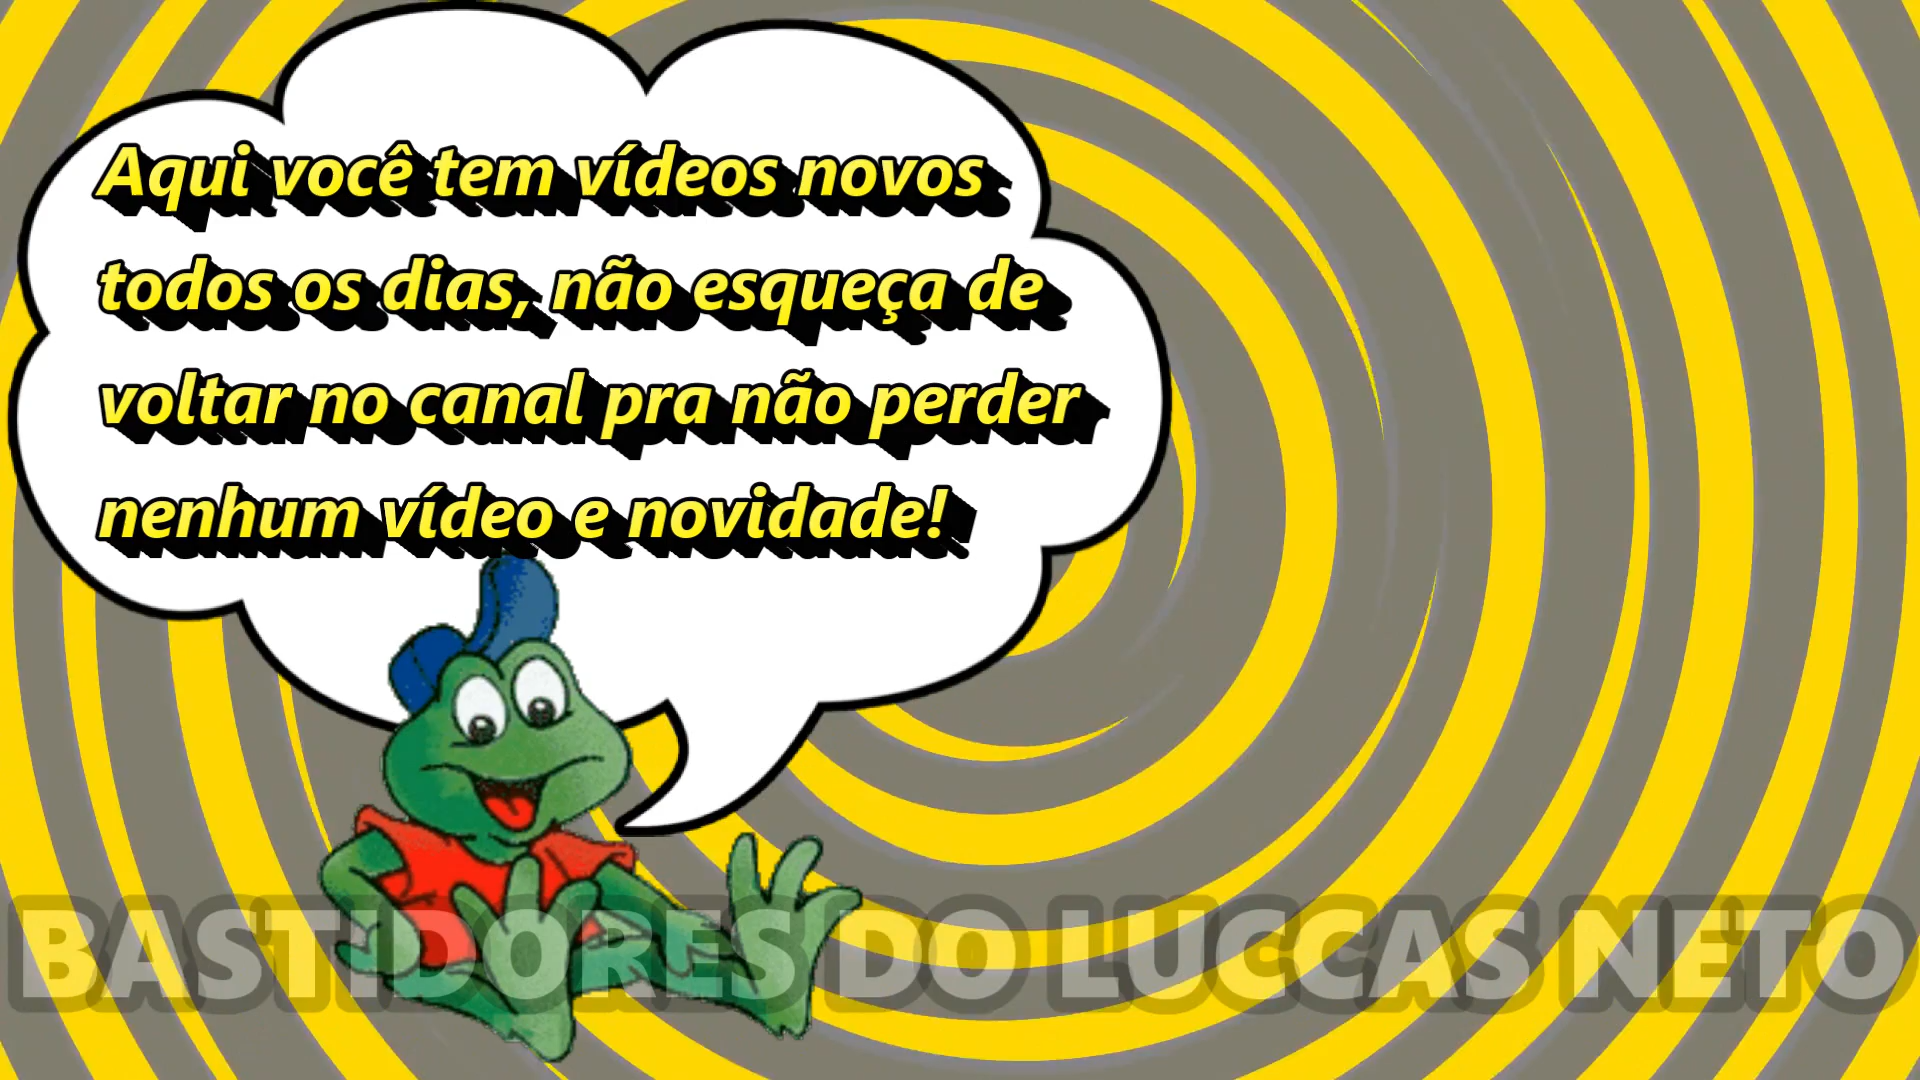 Aqui você tem vídeos novos
todos os dias, não esqueça de
voltar no canal pra não perder
nenhum vídeo e novidade!
BASTIDORES DO LUCCAS NETO